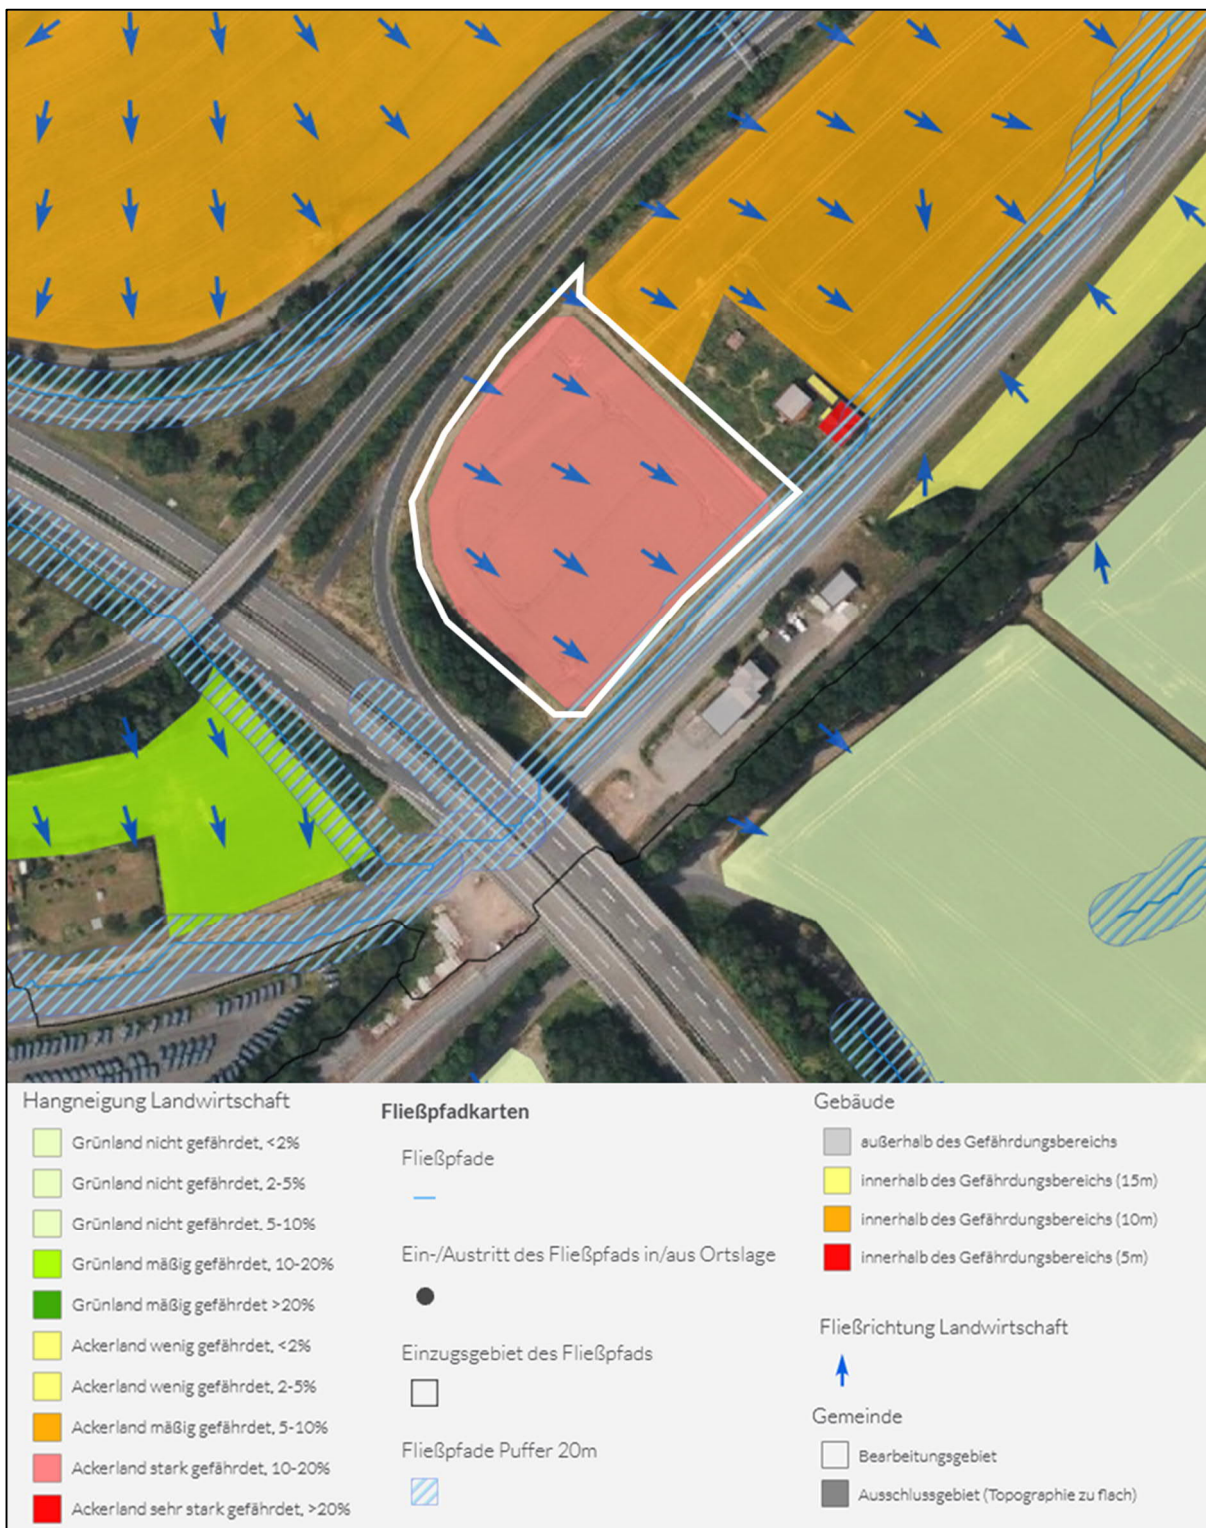 Hangneigung Landwirtschaft
Grünland nicht gefährdet, <2%
Grünland nicht gefährdet, 2-5%
Grünland nicht gefährdet, 5-10%
Grünland mäßig gefährdet, 10-20%
Grünland mäßig gefährdet >20%
Ackerland wenig gefährdet, <2%
Ackerland wenig gefährdet, 2-5%
Ackerland mäßig gefährdet, 5-10%
Ackerland stark gefährdet, 10-20%
Ackerland sehr stark gefährdet, >20%
Fließpfadkarten
Fließpfade
Ein-/Austritt des Fließpfads in/aus Ortslage
Einzugsgebiet des Fließpfads
Fließpfade Puffer 20m
Gebäude
außerhalb des Gefährdungsbereichs
innerhalb des Gefährdungsbereichs (15m)
innerhalb des Gefährdungsbereichs (10m)
innerhalb des Gefährdungsbereichs (5m)
Fließrichtung Landwirtschaft
Gemeinde
Bearbeitungsgebiet
Ausschlussgebiet (Topographie zu flach)